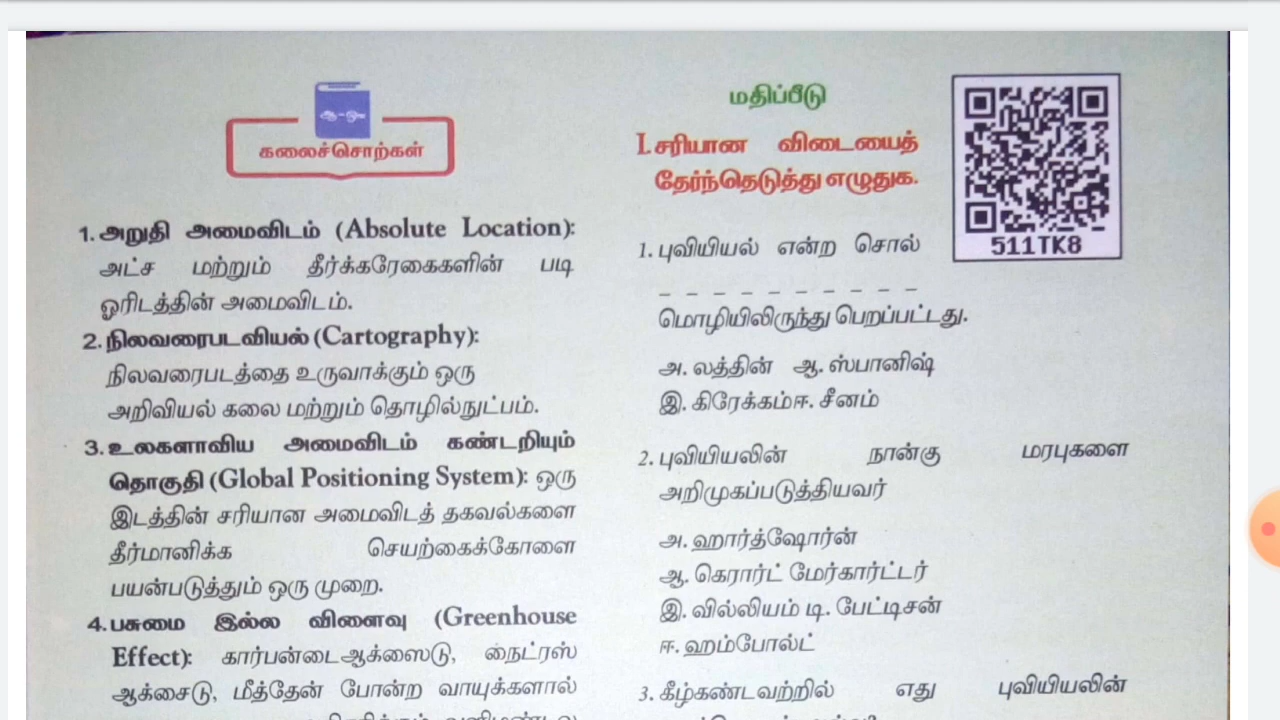 கலைச்சொற்கள்
1. அறுதி அமைவிடம் (Absolute Location):
அட்ச மற்றும் தீர்க்கரேகைகளின் படி
ஓரிடத்தின் அமைவிடம்.
2. நிலவரைபடவியல் (Cartography):
நிலவரைபடத்தை உருவாக்கும் ஒரு
அறிவியல் கலை மற்றும் தொழில்நுட்பம்.
3. உலகளாவிய அமைவிடம் கண்டறியும்
தொகுதி (Global Positioning System): ஒரு
இடத்தின் சரியான அமைவிடத் தகவல்களை
தீர்மானிக்க செயற்கைக்கோளை
பயன்படுத்தும் ஒரு முறை.
4. பசுமை இல்ல விளைவு (Greenhouse
Effect): கார்பன்டைஆக்ஸைடு, நைட்ரஸ்
ஆக்சைடு, மீத்தேன் போன்ற வாயுக்களால்
மதிப்பீடு
I. சரியான விடையைத்
தேர்ந்தெடுத்து எழுதுக.
511TK8
1. புவியியல் என்ற சொல்
_ _ _ _ _ _ _ _ _ _
மொழியிலிருந்து பெறப்பட்டது.
அ. லத்தின் ஆ. ஸ்பானிஷ்
இ. கிரேக்கம்ஈ. சீனம்
2. புவியியலின் நான்கு மரபுகளை
அறிமுகப்படுத்தியவர்
அ. ஹார்த்ஷோர்ன்
ஆ. கெரார்ட் மேர்கார்ட்டர்
இ. வில்லியம் டி. பேட்டிசன்
ஈ. ஹம்போல்ட்
3. கீழ்கண்டவற்றில் எது புவியியலின்